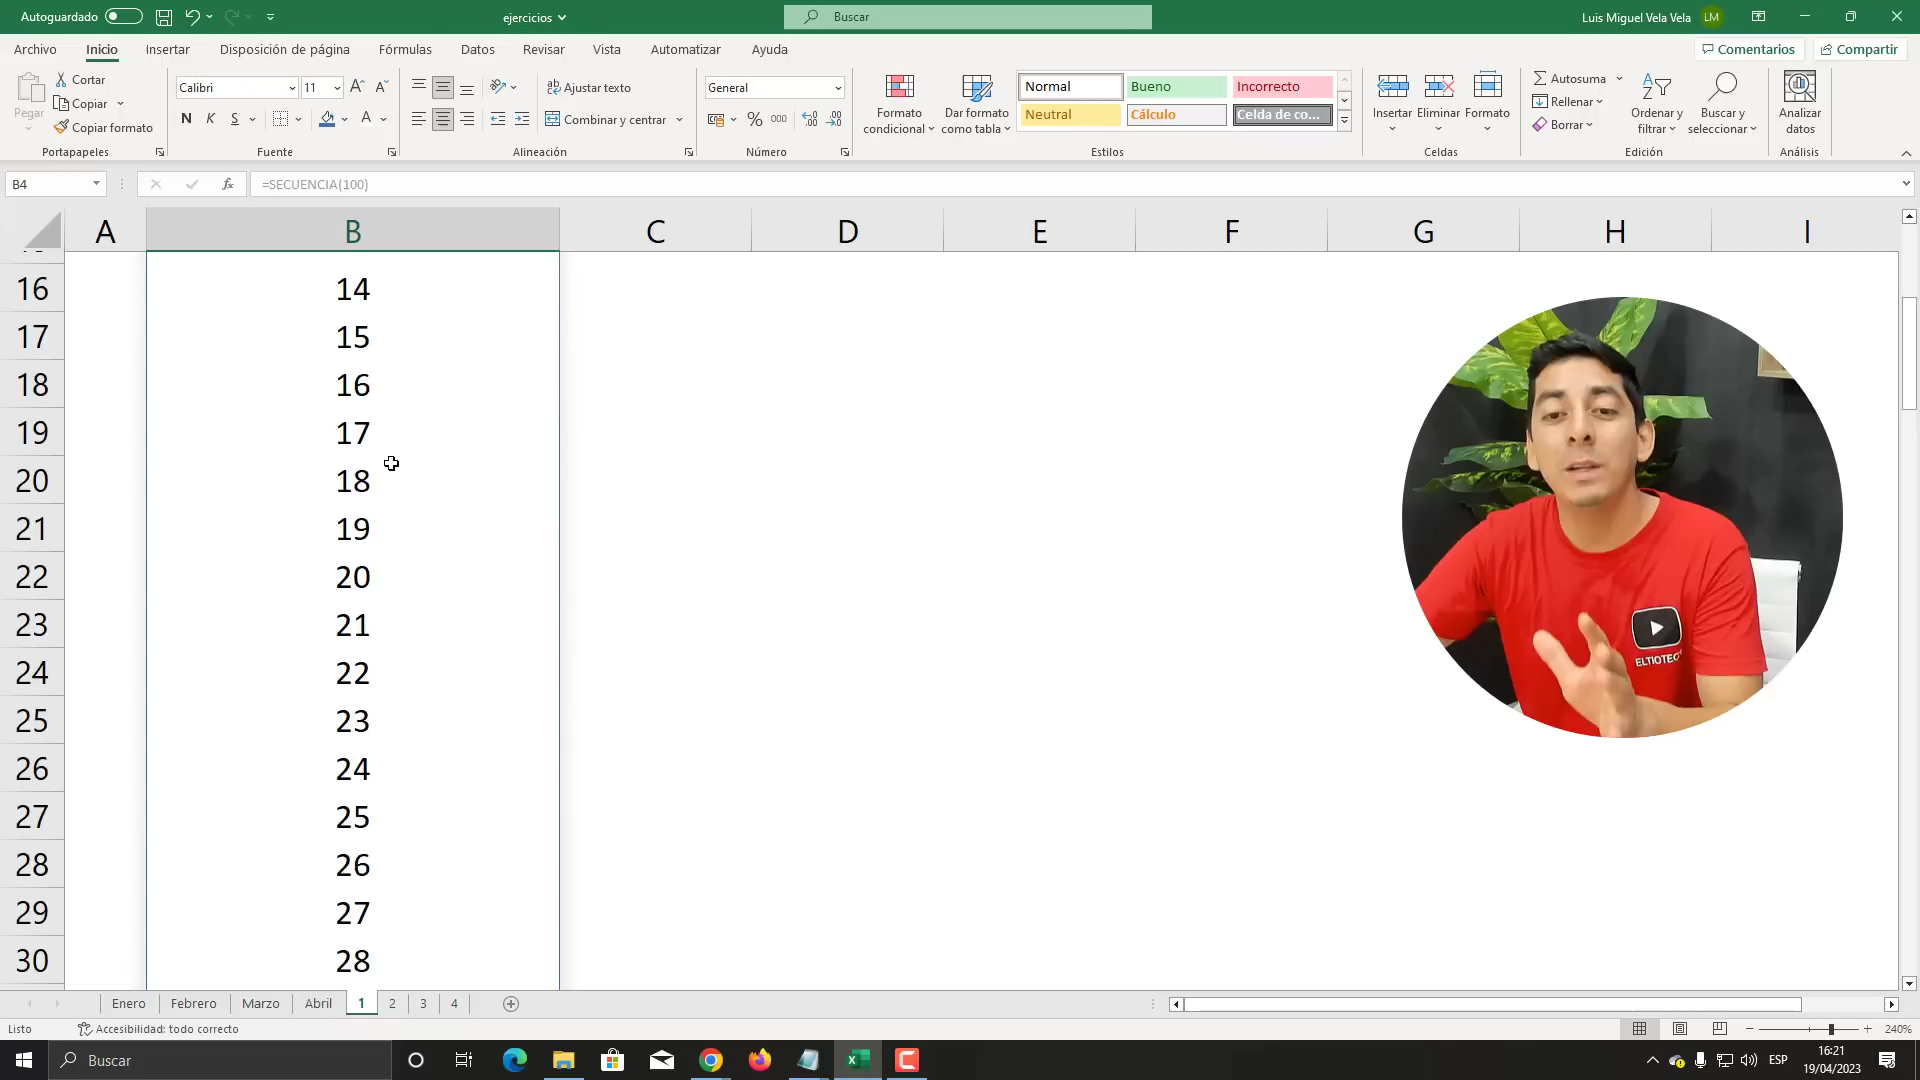 Autoguardado
ejercicios
Buscar
Luis Miguel Vela Vela
LM
Archivo
Inicio
Insertar
Disposición de página
Fórmulas
Datos
Revisar
Vista
Automatizar
Ayuda
Comentarios
Compartir
Pegar
Cortar
Copiar
Copiar formato
Portapapeles
Calibri
11
N K S
Fuente
Ajustar texto
Combinar y centrar
Alineación
General
% 000
Número
Formato
condicional
Dar formato
como tabla
Normal
Bueno
Incorrecto
Neutral
Cálculo
Celda de co...
Estilos
Insertar
Eliminar
Formato
Celdas
Autosuma
Rellenar
Borrar
Ordenar y
filtrar
Buscar y
seleccionar
Edición
Analizar
datos
Análisis
B4
fx
=SECUENCIA(100)
A B C D E F G H I
16 14
17 15
18 16
19 17
20 18
21 19
22 20
23 21
24 22
25 23
26 24
27 25
28 26
29 27
30 28
ELTIOTEC
Enero
Febrero
Marzo
Abril
1
2
3
4
Listo
Accesibilidad: todo correcto
240%
Buscar
ESP
16:21
19/04/2023